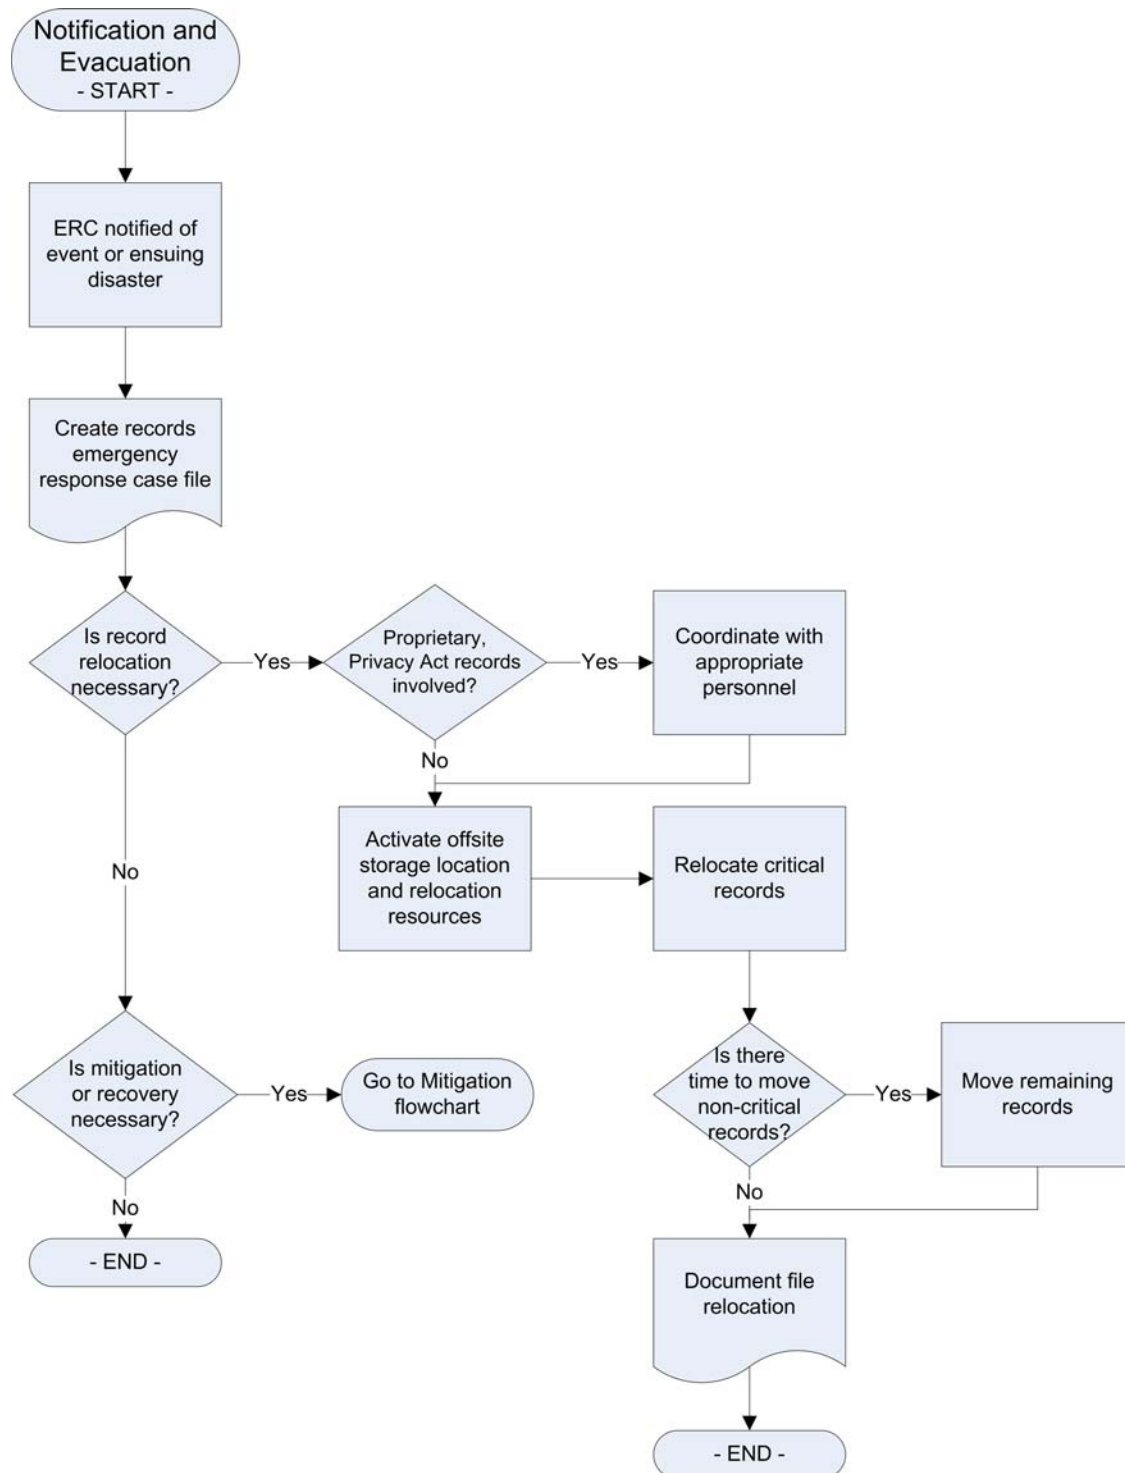 Notification and
Evacuation
- START -
ERC notified of
event or ensuing
disaster
Create records
emergency
response case file
Is record
relocation
necessary?
Yes
Proprietary,
Privacy Act records
involved?
Yes
Coordinate with
appropriate
personnel
No
Activate offsite
storage location
and relocation
resources
Relocate critical
records
No
Is mitigation
or recovery
necessary?
Yes
Go to Mitigation
flowchart
Is there
time to move
non-critical
records?
Yes
Move remaining
records
No
No
- END -
Document file
relocation
- END -